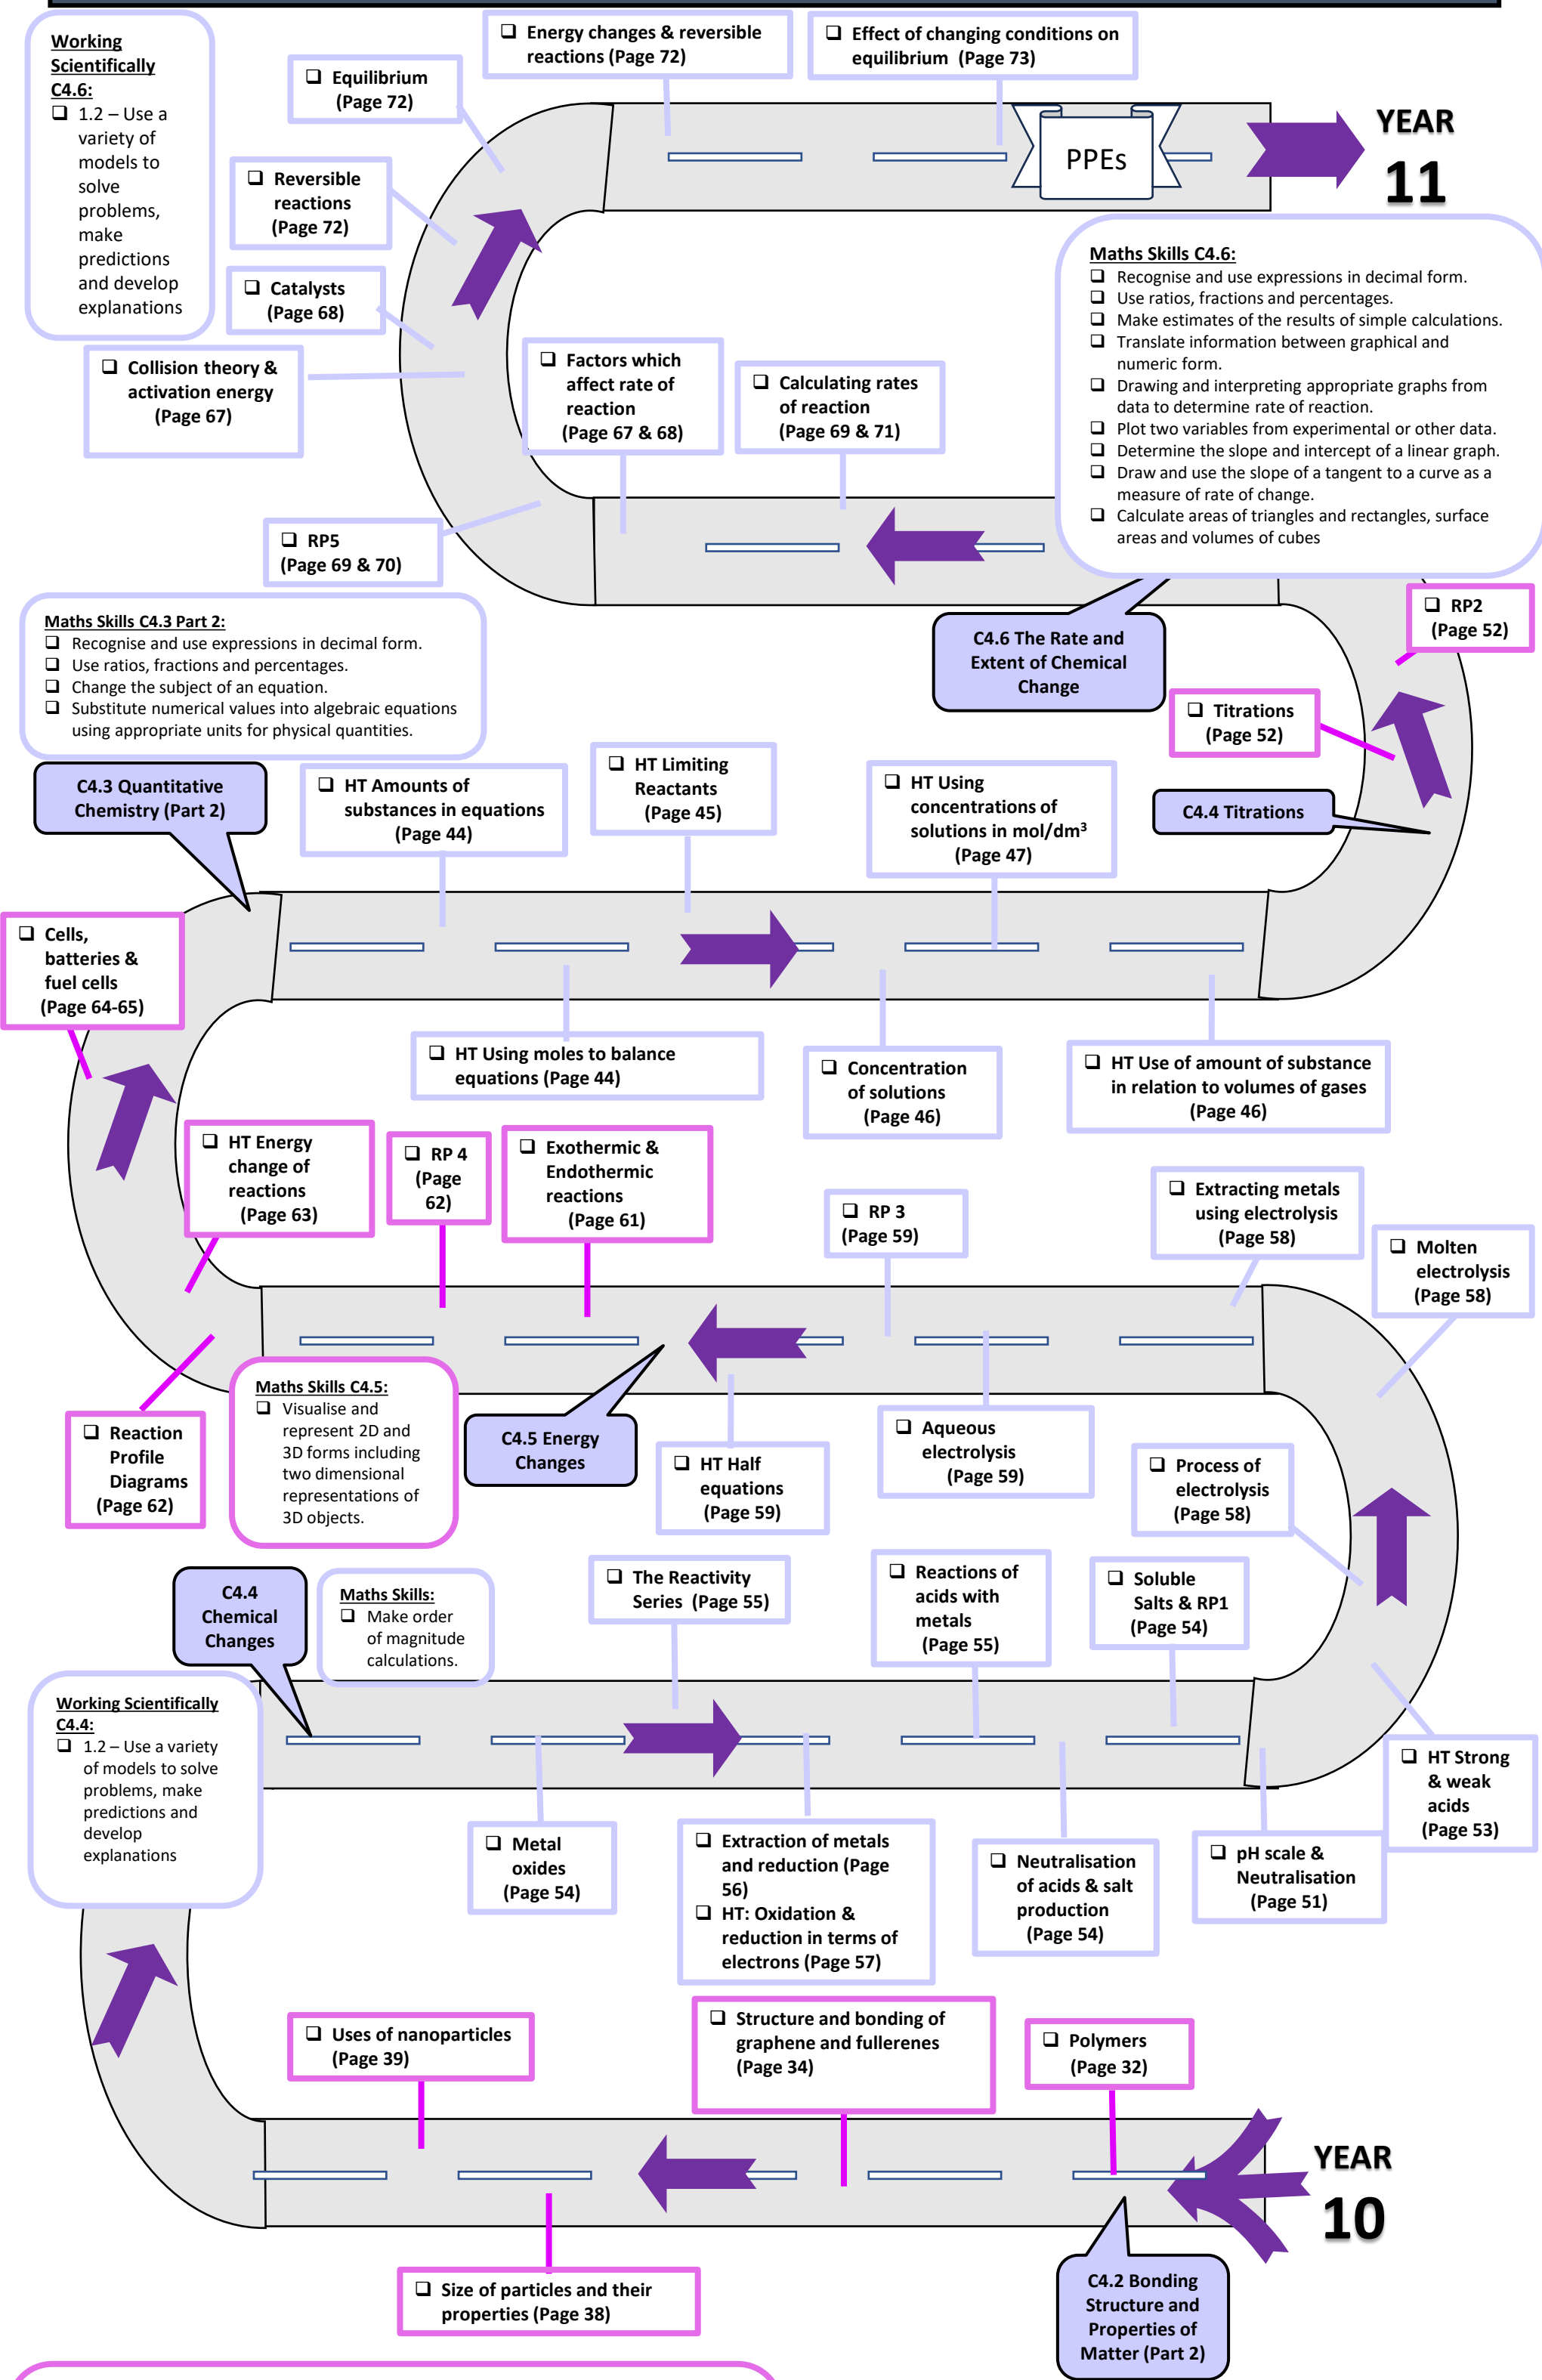 Working
Scientifically
C4.6:
❑ 1.2 – Use a
variety of
models to
solve
problems,
make
predictions
and develop
explanations
❑ Equilibrium
(Page 72)
❑ Energy changes & reversible
reactions (Page 72)
❑ Effect of changing conditions on
equilibrium (Page 73)
PPEs
YEAR
11
❑ Reversible
reactions
(Page 72)
❑ Catalysts
(Page 68)
❑ Collision theory &
activation energy
(Page 67)
❑ Factors which
affect rate of
reaction
(Page 67 & 68)
❑ Calculating rates
of reaction
(Page 69 & 71)
Maths Skills C4.6:
❑ Recognise and use expressions in decimal form.
❑ Use ratios, fractions and percentages.
❑ Make estimates of the results of simple calculations.
❑ Translate information between graphical and
numeric form.
❑ Drawing and interpreting appropriate graphs from
data to determine rate of reaction.
❑ Plot two variables from experimental or other data.
❑ Determine the slope and intercept of a linear graph.
❑ Draw and use the slope of a tangent to a curve as a
measure of rate of change.
❑ Calculate areas of triangles and rectangles, surface
areas and volumes of cubes
❑ RP5
(Page 69 & 70)
Maths Skills C4.3 Part 2:
❑ Recognise and use expressions in decimal form.
❑ Use ratios, fractions and percentages.
❑ Change the subject of an equation.
❑ Substitute numerical values into algebraic equations
using appropriate units for physical quantities.
C4.6 The Rate and
Extent of Chemical
Change
❑ RP2
(Page 52)
❑ Titrations
(Page 52)
C4.4 Titrations
C4.3 Quantitative
Chemistry (Part 2)
❑ HT Amounts of
substances in equations
(Page 44)
❑ HT Limiting
Reactants
(Page 45)
❑ HT Using
concentrations of
solutions in mol/dm³
(Page 47)
❑ Cells,
batteries &
fuel cells
(Page 64-65)
❑ HT Using moles to balance
equations (Page 44)
❑ Concentration
of solutions
(Page 46)
❑ HT Use of amount of substance
in relation to volumes of gases
(Page 46)
❑ HT Energy
change of
reactions
(Page 63)
❑ RP 4
(Page
62)
❑ Exothermic &
Endothermic
reactions
(Page 61)
❑ RP 3
(Page 59)
❑ Extracting metals
using electrolysis
(Page 58)
❑ Molten
electrolysis
(Page 58)
❑ Reaction
Profile
Diagrams
(Page 62)
Maths Skills C4.5:
❑ Visualise and
represent 2D and
3D forms including
two dimensional
representations of
3D objects.
C4.5 Energy
Changes
❑ HT Half
equations
(Page 59)
❑ Aqueous
electrolysis
(Page 59)
❑ Process of
electrolysis
(Page 58)
C4.4
Chemical
Changes
Maths Skills:
❑ Make order
of magnitude
calculations.
❑ The Reactivity
Series (Page 55)
❑ Reactions of
acids with
metals
(Page 55)
❑ Soluble
Salts & RP1
(Page 54)
Working Scientifically
C4.4:
❑ 1.2 – Use a variety
of models to solve
problems, make
predictions and
develop
explanations
❑ Metal
oxides
(Page 54)
❑ Extraction of metals
and reduction (Page
56)
❑ HT: Oxidation &
reduction in terms of
electrons (Page 57)
❑ Neutralisation
of acids & salt
production
(Page 54)
❑ pH scale &
Neutralisation
(Page 51)
❑ HT Strong
& weak
acids
(Page 53)
❑ Uses of nanoparticles
(Page 39)
❑ Structure and bonding of
graphene and fullerenes
(Page 34)
❑ Polymers
(Page 32)
YEAR
10
❑ Size of particles and their
properties (Page 38)
C4.2 Bonding
Structure and
Properties of
Matter (Part 2)